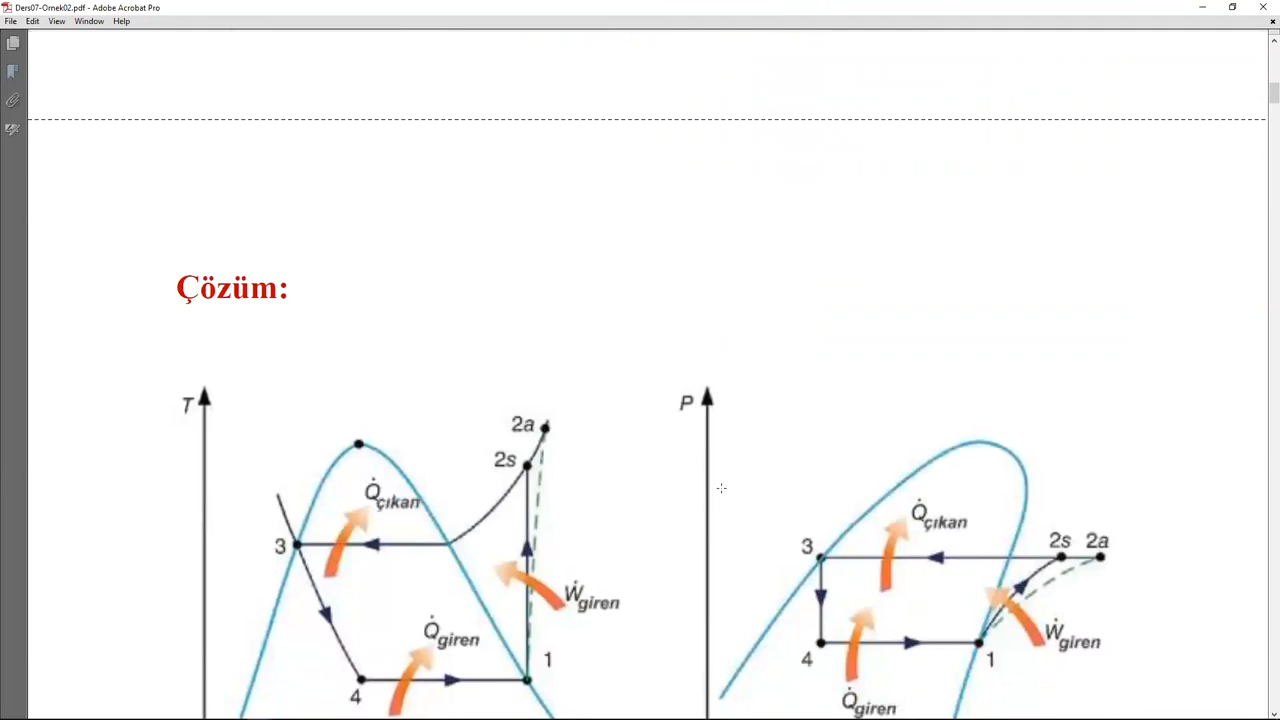 Ders07-Ornek02.pdf - Adobe Acrobat Pro
File Edit View Window Help
Çözüm:
T
2a
2s
Q̇çıkan
3
Ẇgiren
Q̇giren
1
4
P
Q̇çıkan
3
2s 2a
Ẇgiren
4
1
Q̇giren